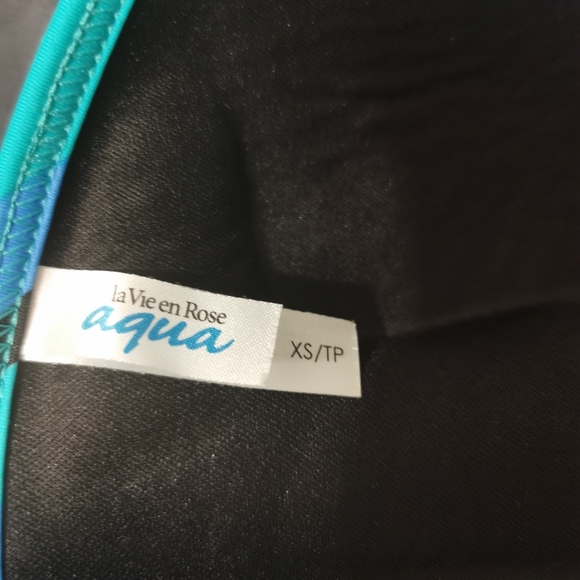 la Vie en Rose
aqua
XS/TP